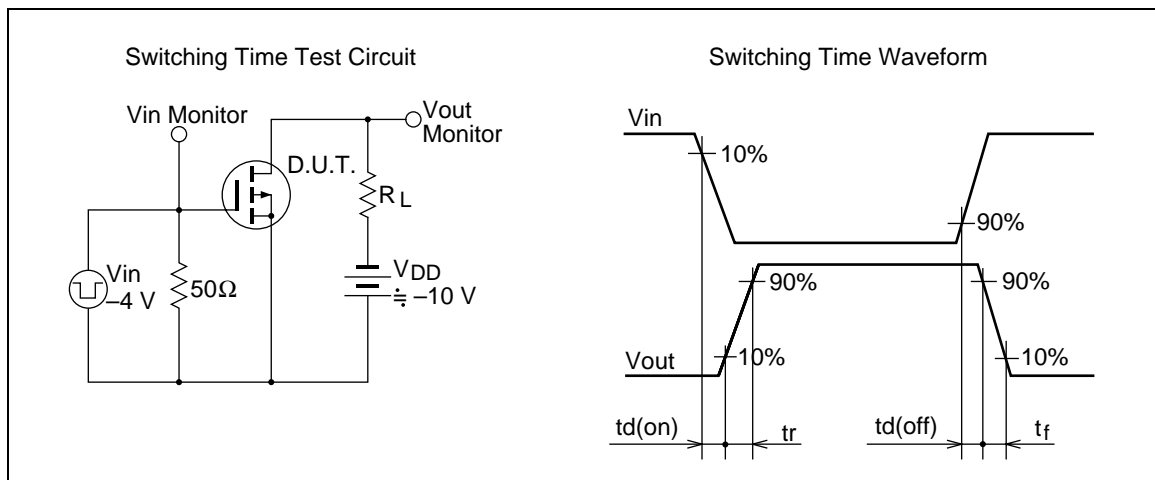 Switching Time Test Circuit
Vin Monitor
Vout
Monitor
D.U.T.
RL
Vin
–4 V
50Ω
VDD
≒ –10 V
Switching Time Waveform
Vin
10%
90%
90%
90%
Vout
10%
10%
td(on)
tr
td(off)
tf